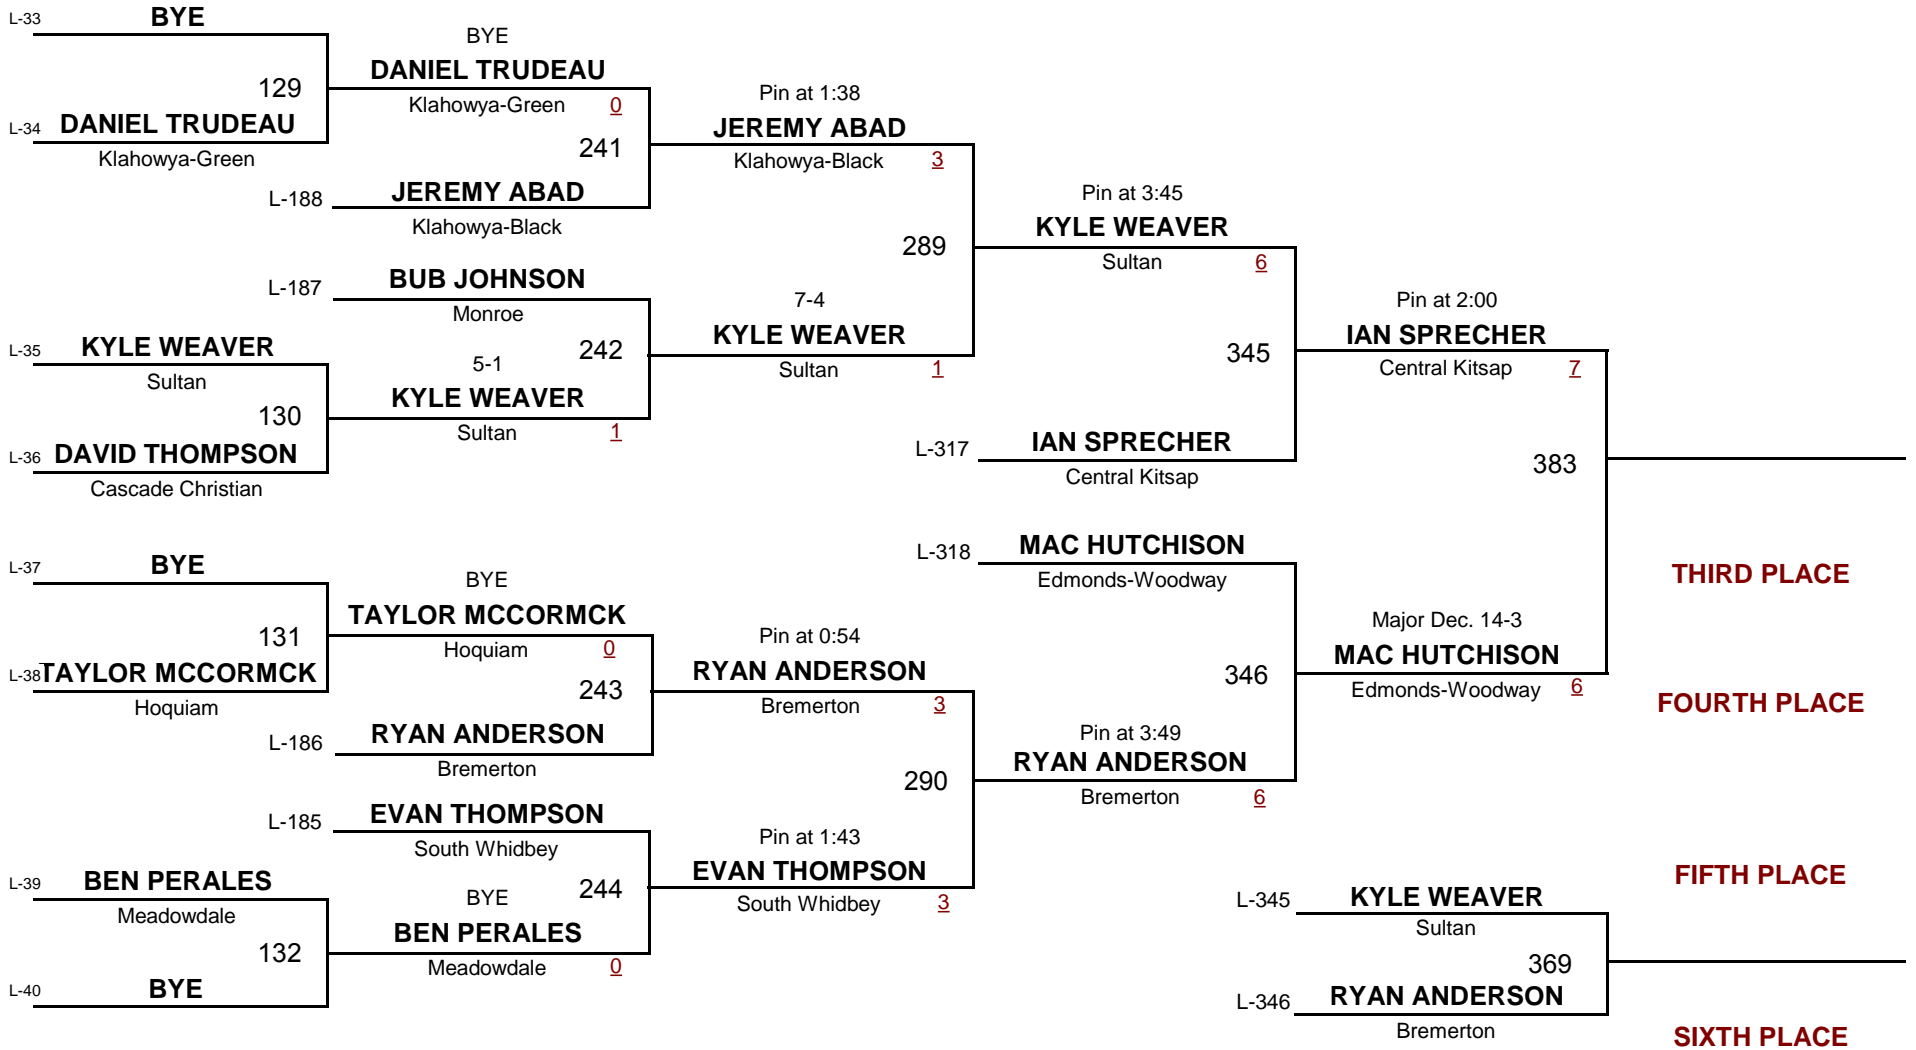 L-33 BYE
129
L-34 DANIEL TRUDEAU
Klahowya-Green
BYE
DANIEL TRUDEAU
Klahowya-Green 0
241
L-188 JEREMY ABAD
Klahowya-Black
Pin at 1:38
JEREMY ABAD
Klahowya-Black 3
289
L-187 BUB JOHNSON
Monroe
242
L-35 KYLE WEAVER
Sultan
130
L-36 DAVID THOMPSON
Cascade Christian
5-1
KYLE WEAVER
Sultan 1
7-4
KYLE WEAVER
Sultan 1
Pin at 3:45
KYLE WEAVER
Sultan 6
345
L-317 IAN SPRECHER
Central Kitsap
Pin at 2:00
IAN SPRECHER
Central Kitsap 7
383
L-37 BYE
131
L-38 TAYLOR MCCORMCK
Hoquiam
BYE
TAYLOR MCCORMCK
Hoquiam 0
243
L-186 RYAN ANDERSON
Bremerton
Pin at 0:54
RYAN ANDERSON
Bremerton 3
290
L-185 EVAN THOMPSON
South Whidbey
244
L-39 BEN PERALES
Meadowdale
132
L-40 BYE
BYE
BEN PERALES
Meadowdale 0
Pin at 1:43
EVAN THOMPSON
South Whidbey 3
L-318 MAC HUTCHISON
Edmonds-Woodway
346
Pin at 3:49
RYAN ANDERSON
Bremerton 6
Major Dec. 14-3
MAC HUTCHISON
Edmonds-Woodway 6
THIRD PLACE
FOURTH PLACE
L-345 KYLE WEAVER
Sultan
369
L-346 RYAN ANDERSON
Bremerton
FIFTH PLACE
SIXTH PLACE